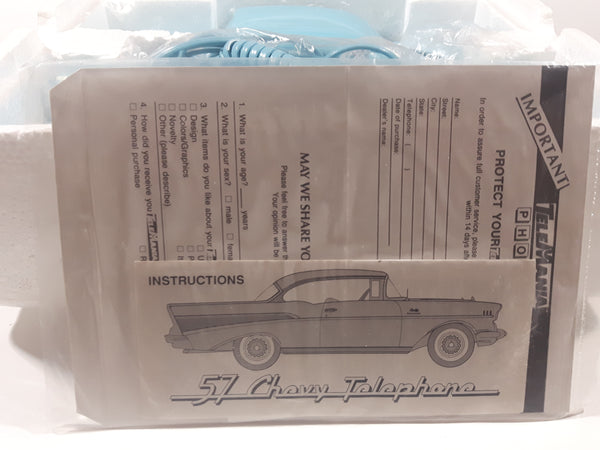 IMPORTANT!
TELEMANIA
PHO
PROTECT YOUR
In order to assure full customer service, please
within 14 days
Name:
Street:
City:
State:
Telephone: ( )
Date of purchase:
Dealer's name:
MAY WE SHARE YO
Please feel free to answer th
Your opinion will be
1. What is your age? years
2. What is your sex? male fema
3. What items do you like about your
Design
Colors/Graphics
Novelty
Other (please describe)
4. How did you receive you
Personal purchase
INSTRUCTIONS
57 Chevy Telephone